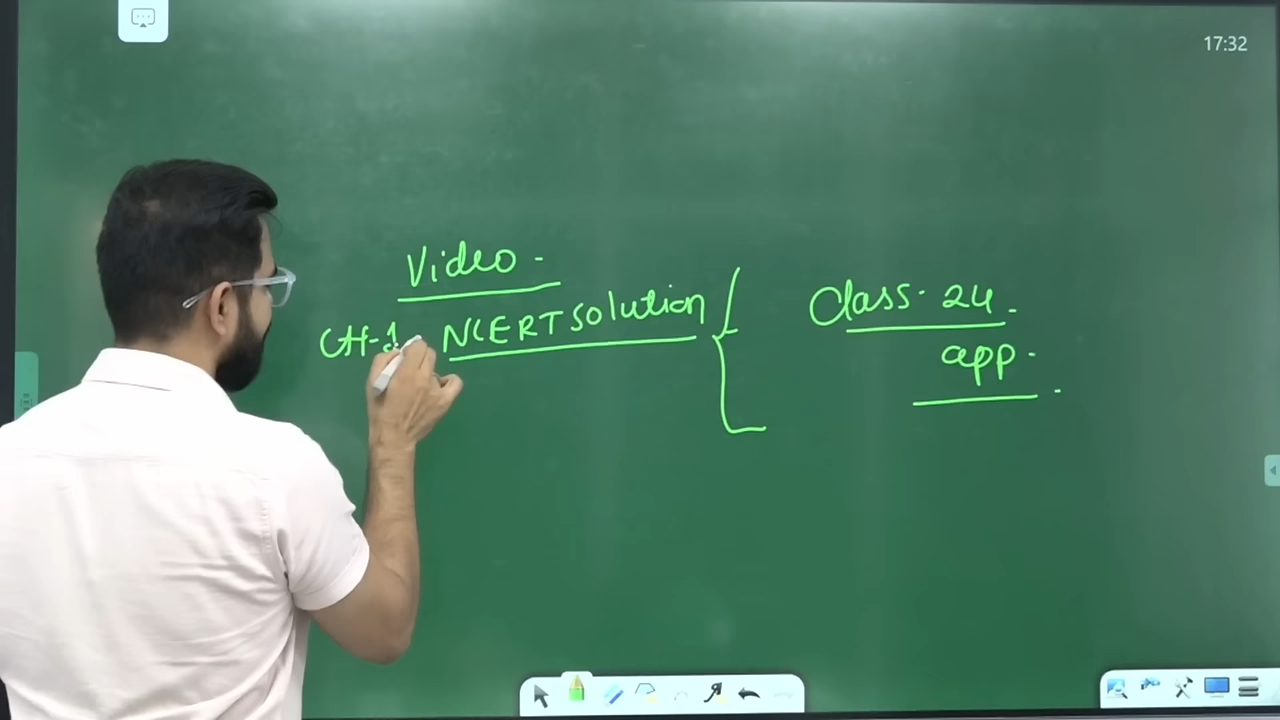 17:32
Video.
CH-1 NCERT solution
Class. 24.
app.